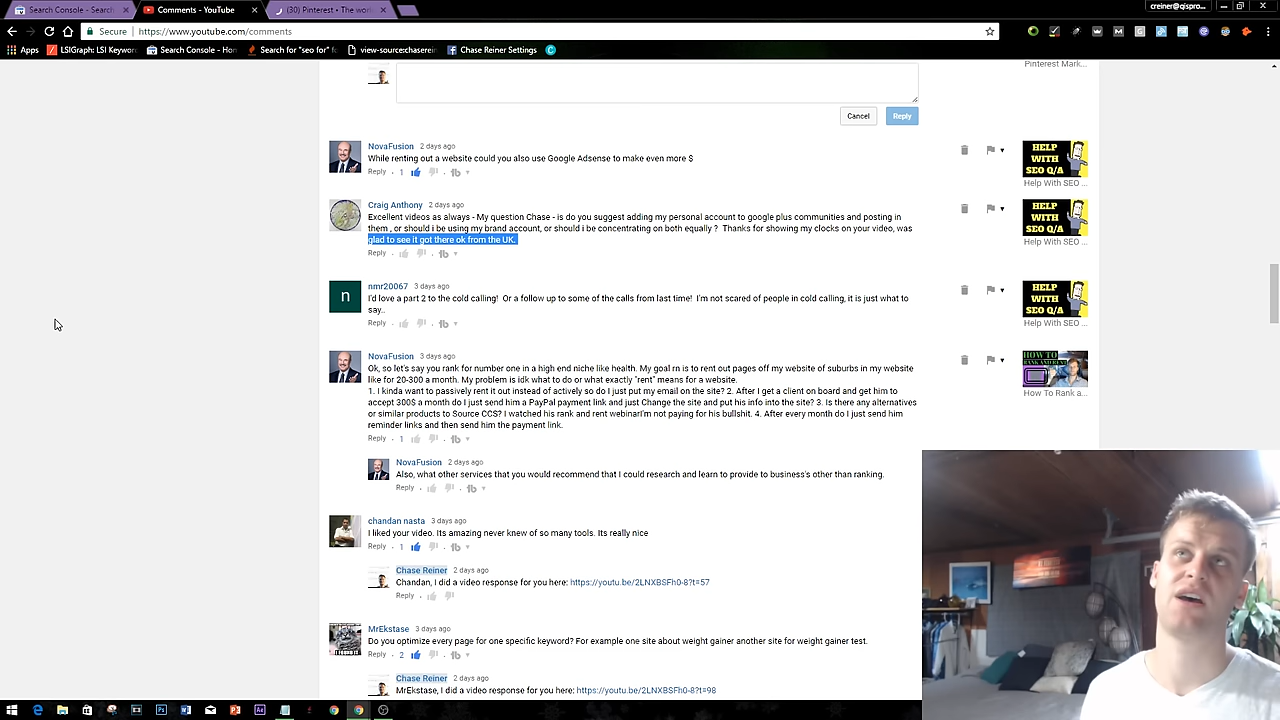 Search Console - Search
Comments - YouTube
(30) Pinterest • The wor
creiner@qispro...
Secure
https://www.youtube.com/comments
Apps
LSIGraph: LSI Keywor
Search Console - Hon
Search for "seo for" fo
view-source:chaserein
Chase Reiner Settings
Pinterest Mark...
Cancel
Reply
NovaFusion 2 days ago
While renting out a website could you also use Google Adsense to make even more $
Reply . 1
HELP WITH SEO Q/A
Help With SEO ...
Craig Anthony 2 days ago
Excellent videos as always - My question Chase - is do you suggest adding my personal account to google plus communities and posting in
them , or should i be using my brand account, or should i be concentrating on both equally ? Thanks for showing my clocks on your video, was
glad to see it got there ok from the UK.
Reply .
HELP WITH SEO Q/A
Help With SEO ...
n
nmr20067 3 days ago
I'd love a part 2 to the cold calling! Or a follow up to some of the calls from last time! I'm not scared of people in cold calling, it is just what to
say..
Reply .
HELP WITH SEO Q/A
Help With SEO ...
NovaFusion 3 days ago
Ok, so let's say you rank for number one in a high end niche like health. My goal rn is to rent out pages off my website of suburbs in my website
like for 20-300 a month. My problem is idk what to do or what exactly "rent" means for a website.
1. I kinda want to passively rent it out instead of actively so do I just put my email on the site? 2. After I get a client on board and get him to
accept 300$ a month do I just send him a PayPal payment link and just Change the site and put his info into the site? 3. Is there any alternatives
or similar products to Source CCS? I watched his rank and rent webinarI'm not paying for his bullshit. 4. After every month do I just send him
reminder links and then send him the payment link.
Reply . 1
HOW TO
How To Rank a...
NovaFusion 2 days ago
Also, what other services that you would recommend that I could research and learn to provide to business's other than ranking.
Reply .
chandan nasta 3 days ago
I liked your video. Its amazing never knew of so many tools. Its really nice
Reply . 1
Chase Reiner 2 days ago
Chandan, I did a video response for you here: https://youtu.be/2LNXBSFh0-8?t=57
Reply .
MrEkstase 3 days ago
Do you optimize every page for one specific keyword? For example one site about weight gainer another site for weight gainer test.
Reply . 2
Chase Reiner 2 days ago
MrEkstase, I did a video response for you here: https://youtu.be/2LNXBSFh0-8?t=98